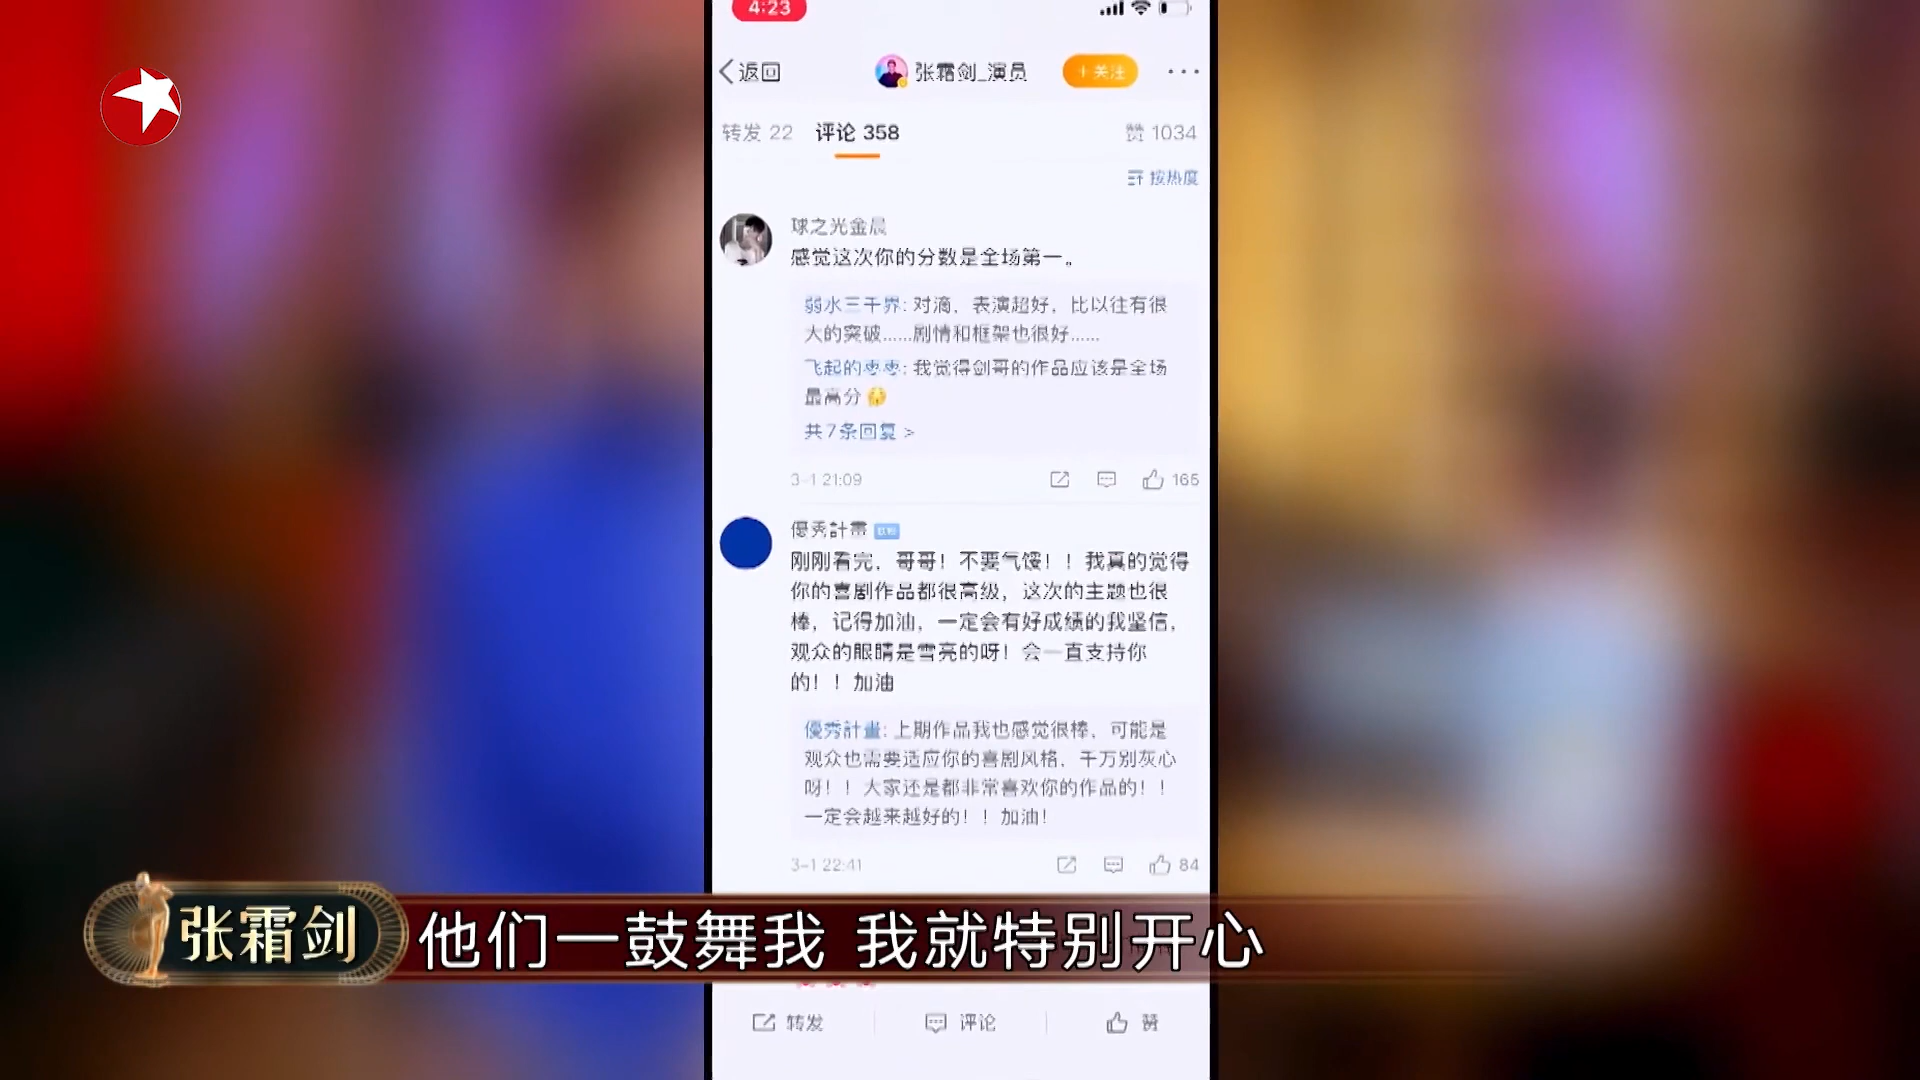 4:23
返回
张霜剑_演员
+关注
转发 22
评论 358
赞 1034
按热度
球之光金晨
感觉这次你的分数是全场第一。
弱水三千界: 对滴，表演超好，比以往有很
大的突破……剧情和框架也很好……
飞起的枣枣: 我觉得剑哥的作品应该是全场
最高分
共7条回复 >
3-1 21:09
165
優秀計畫
刚刚看完，哥哥！不要气馁！！我真的觉得
你的喜剧作品都很高级，这次的主题也很
棒，记得加油，一定会有好成绩的我坚信，
观众的眼睛是雪亮的呀！会一直支持你
的！！加油
優秀計畫: 上期作品我也感觉很棒，可能是
观众也需要适应你的喜剧风格，千万别灰心
呀！！大家还是都非常喜欢你的作品的！！
一定会越来越好的！！加油！
3-1 22:41
84
张霜剑
他们一鼓舞我 我就特别开心
转发
评论
赞